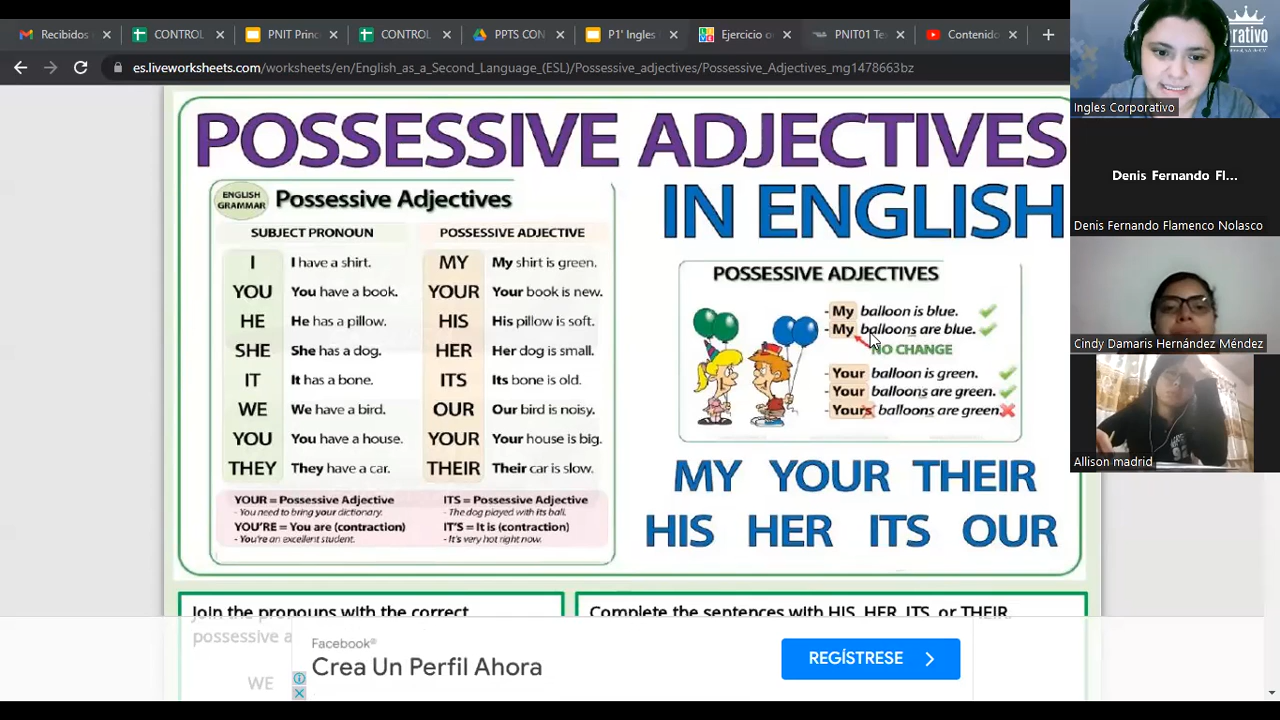 Recibidos
CONTROL
PNIT Princ
CONTROL
PPTS CON
P1' Ingles
Ejercicio o
PNIT01 Te
Contenido
es.liveworksheets.com/worksheets/en/English_as_a_Second_Language_(ESL)/Possessive_adjectives/Possessive_Adjectives_mg1478663bz
rativo
Ingles Corporativo
Denis Fernando Fl...
Denis Fernando Flamenco Nolasco
Cindy Damaris Hernández Méndez
Allison madrid
POSSESSIVE ADJECTIVES
IN ENGLISH
ENGLISH
GRAMMAR
Possessive Adjectives
SUBJECT PRONOUN POSSESSIVE ADJECTIVE
I I have a shirt. MY My shirt is green.
YOU You have a book. YOUR Your book is new.
HE He has a pillow. HIS His pillow is soft.
SHE She has a dog. HER Her dog is small.
IT It has a bone. ITS Its bone is old.
WE We have a bird. OUR Our bird is noisy.
YOU You have a house. YOUR Your house is big.
THEY They have a car. THEIR Their car is slow.
YOUR = Possessive Adjective
- You need to bring your dictionary.
YOU'RE = You are (contraction)
- You're an excellent student.
ITS = Possessive Adjective
- The dog played with its ball.
IT'S = It is (contraction)
- It's very hot right now.
POSSESSIVE ADJECTIVES
- My balloon is blue.
- My balloons are blue.
NO CHANGE
- Your balloon is green.
- Your balloons are green.
- Yours balloons are green.
MY YOUR THEIR
HIS HER ITS OUR
Join the pronouns with the correct
possessive a
WE
Complete the sentences with HIS, HER, ITS, or THEIR.
Facebook®
Crea Un Perfil Ahora
REGÍSTRESE